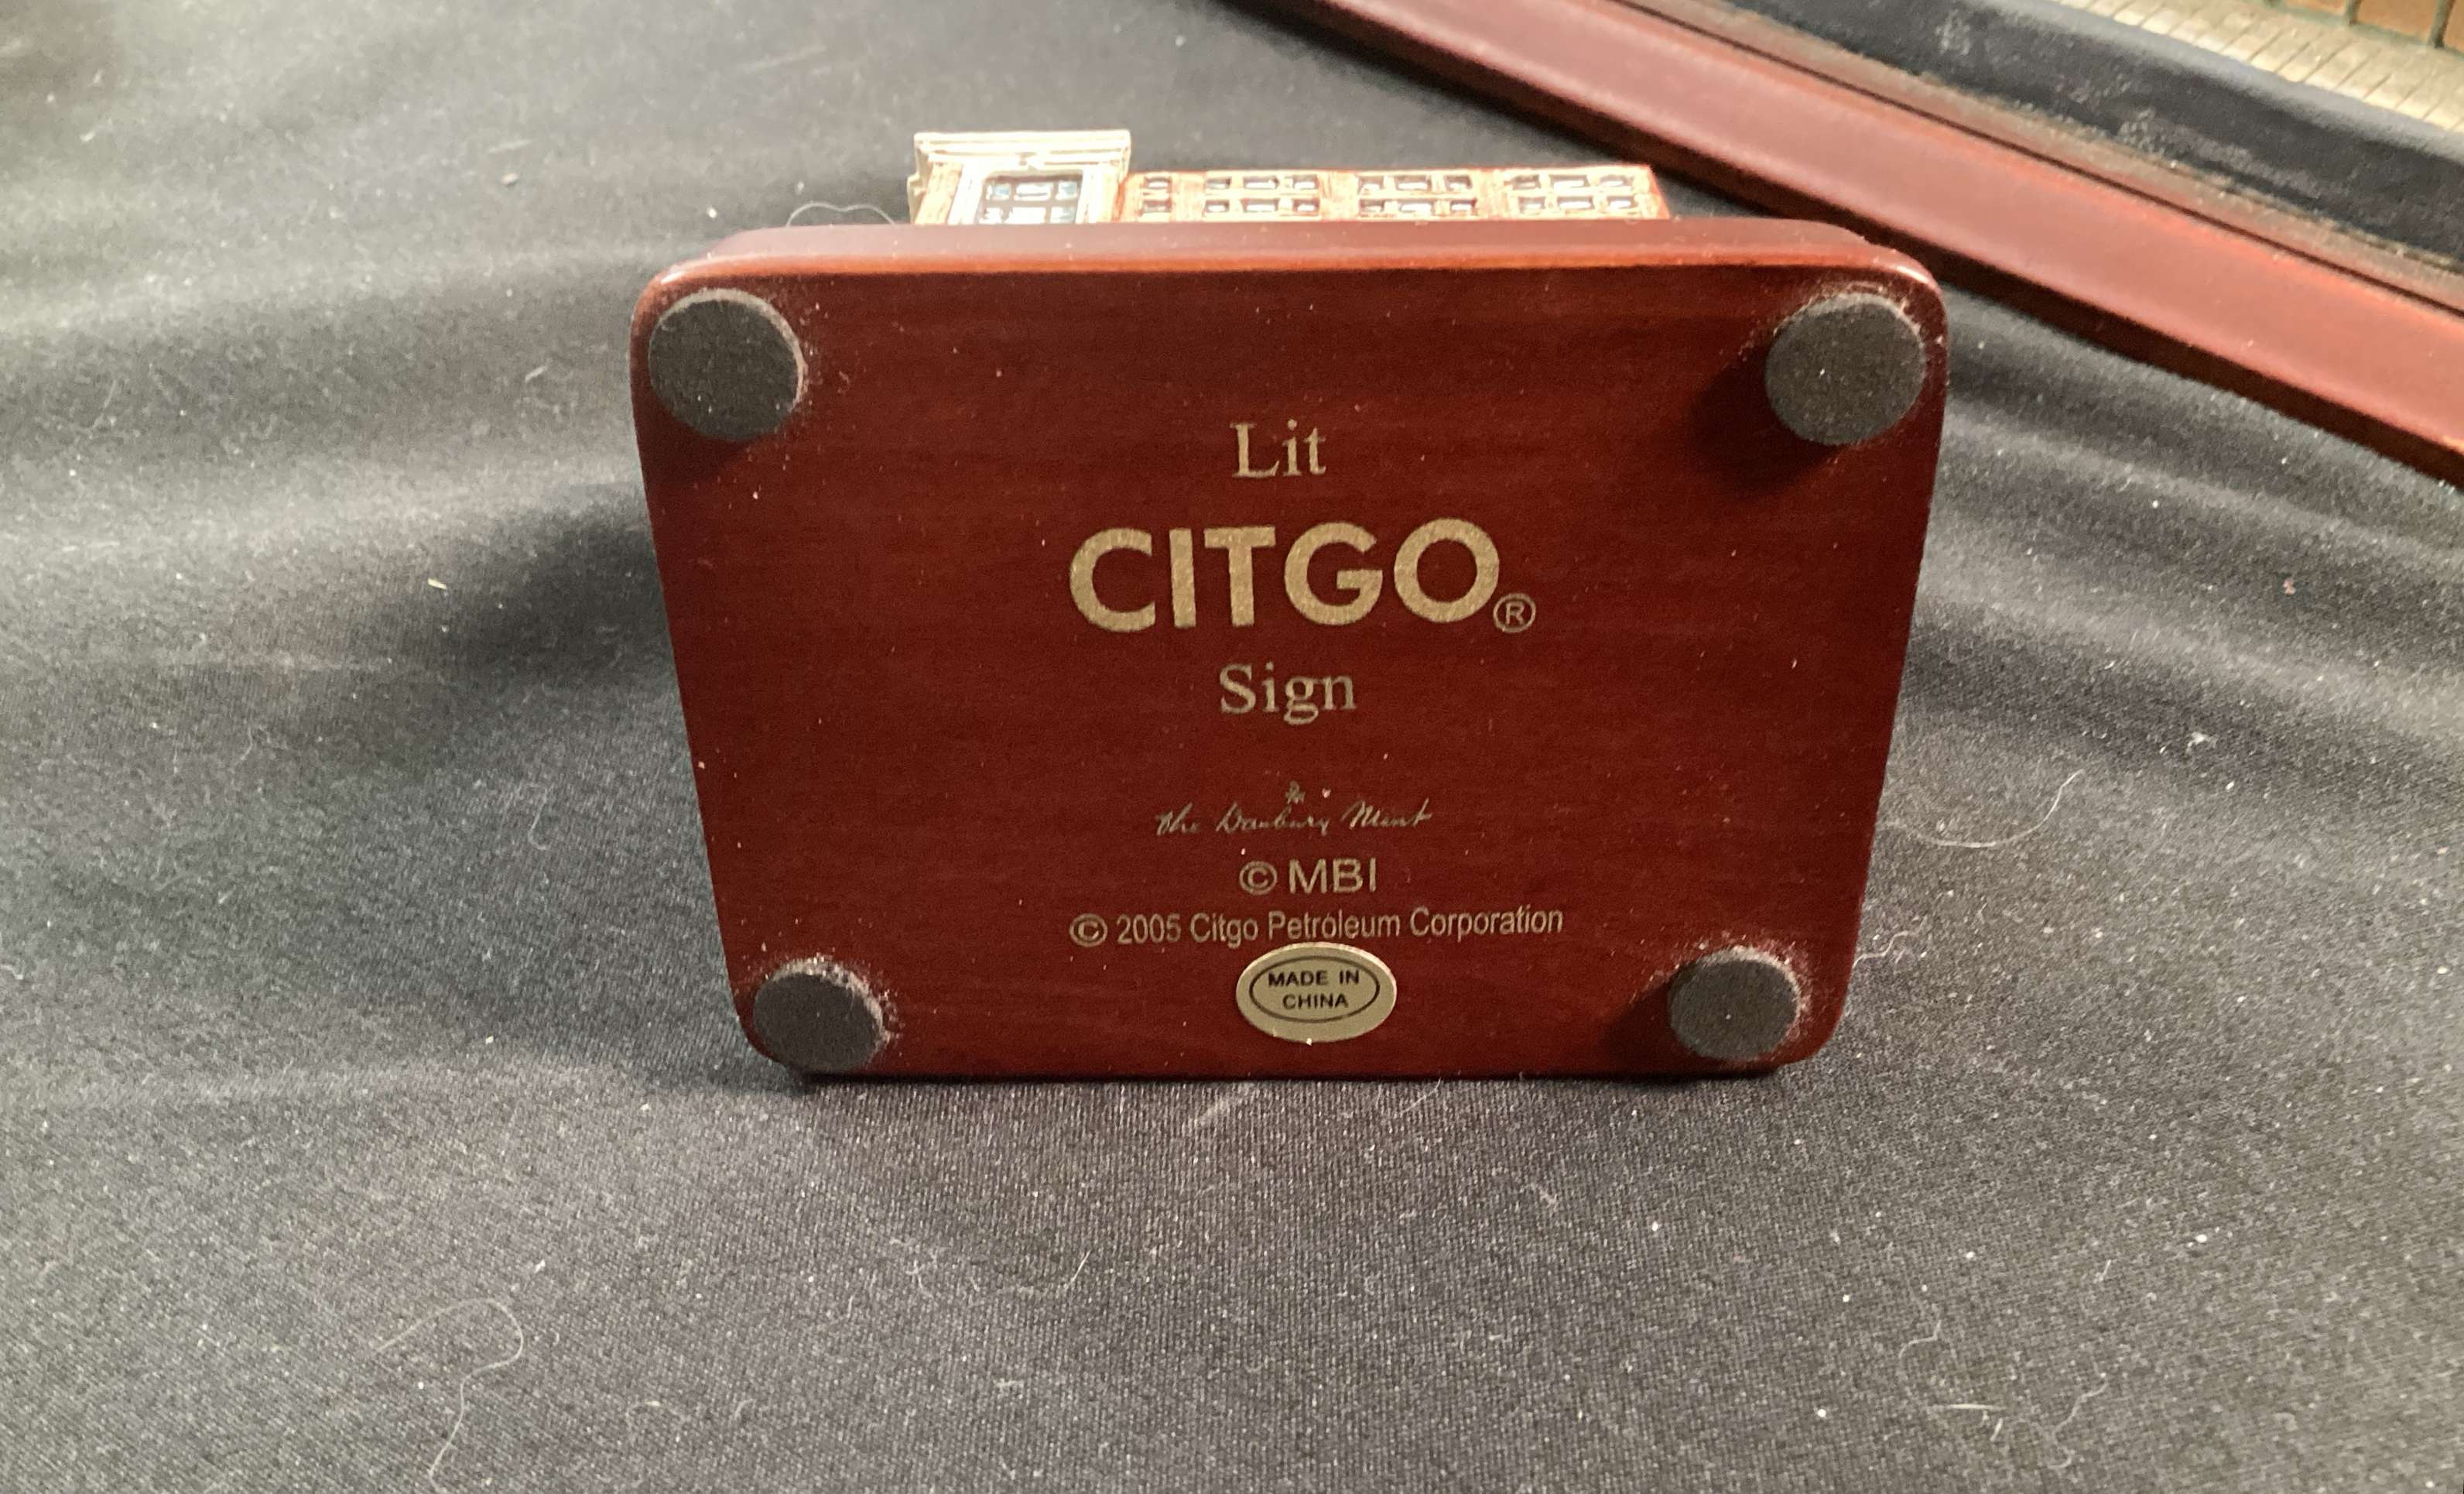 Lit
CITGO®
Sign
The Danbury Mint
© MBI
© 2005 Citgo Petroleum Corporation
MADE IN
CHINA